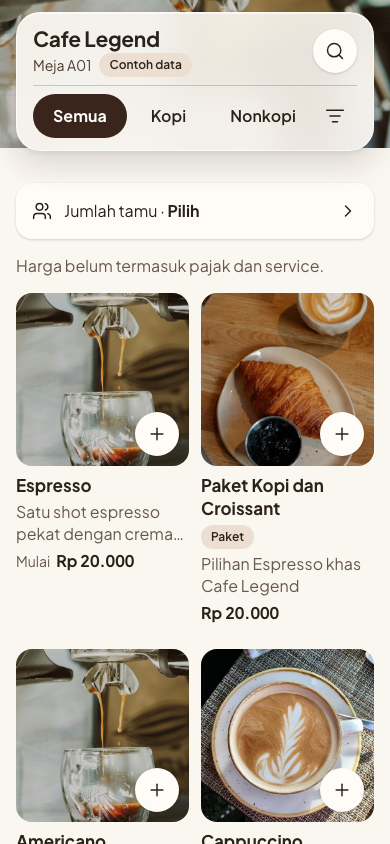 Cafe Legend
Meja A01 Contoh data
Semua Kopi Nonkopi
Jumlah tamu · Pilih
Harga belum termasuk pajak dan service.
Espresso
Satu shot espresso
pekat dengan crema...
Mulai Rp 20.000
Paket Kopi dan
Croissant
Paket
Pilihan Espresso khas
Cafe Legend
Rp 20.000
Americano
Cappuccino